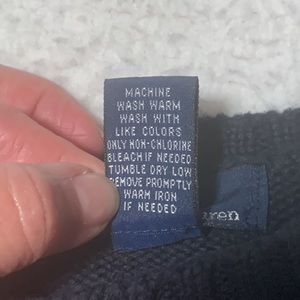 MACHINE
WASH WARM
WASH WITH
LIKE COLORS
ONLY NON-CHLORINE
BLEACH IF NEEDED
TUMBLE DRY LOW
REMOVE PROMPTLY
WARM IRON
IF NEEDED
uren